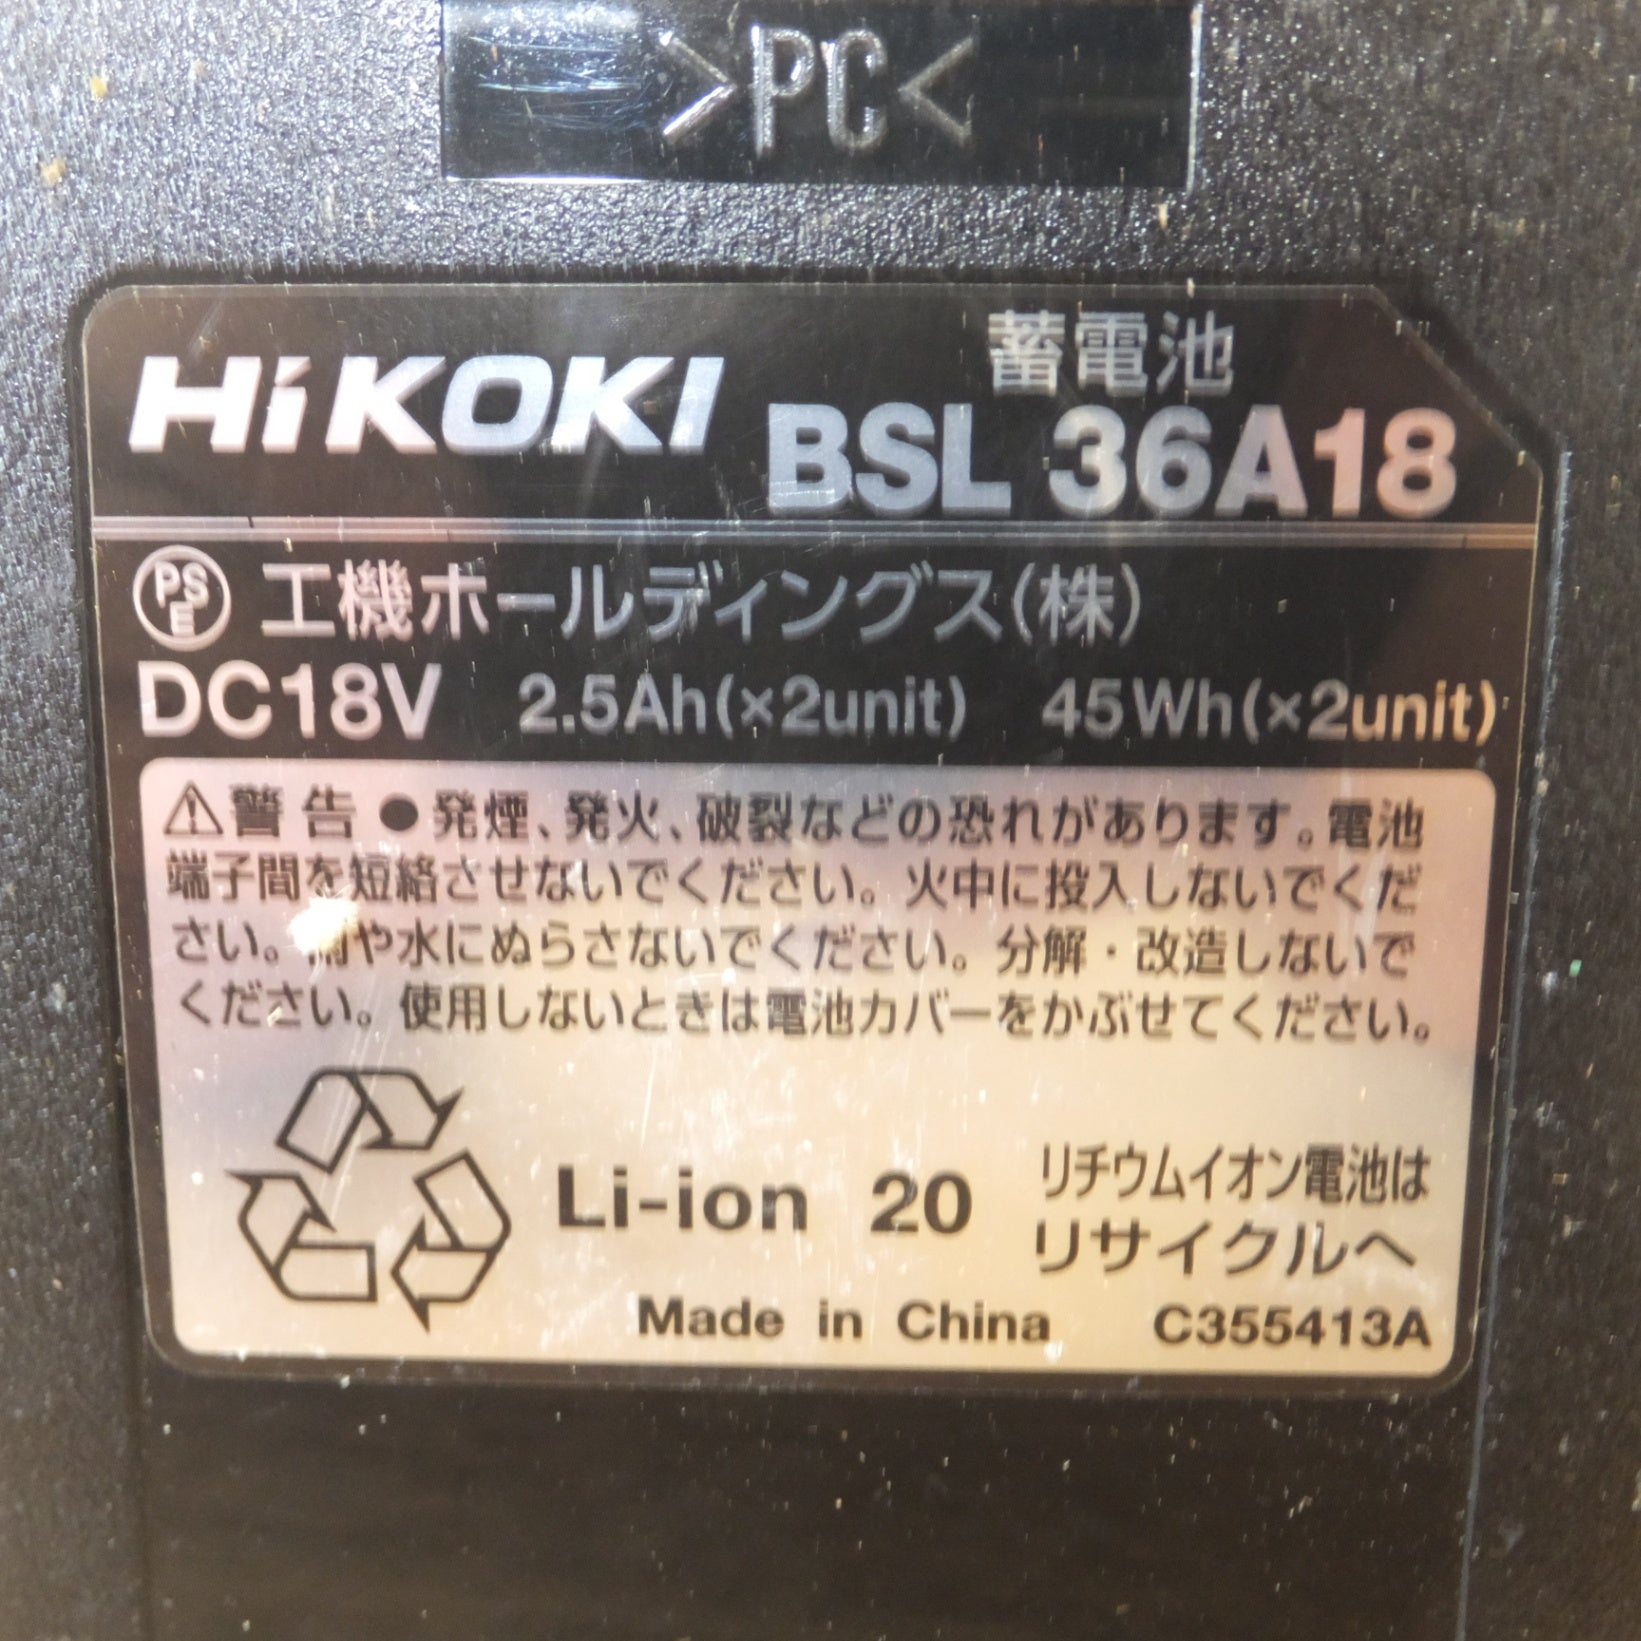 >PC<
HiKOKI
蓄電池
BSL 36A18
PSE 工機ホールディングス(株)
DC18V 2.5Ah(×2unit) 45Wh(×2unit)
⚠警告 ●発煙、発火、破裂などの恐れがあります。電池
端子間を短絡させないでください。火中に投入しないでくだ
さい。雨や水にぬらさないでください。分解・改造しないで
ください。使用しないときは電池カバーをかぶせてください。
Li-ion 20
リチウムイオン電池は
リサイクルへ
Made in China C355413A